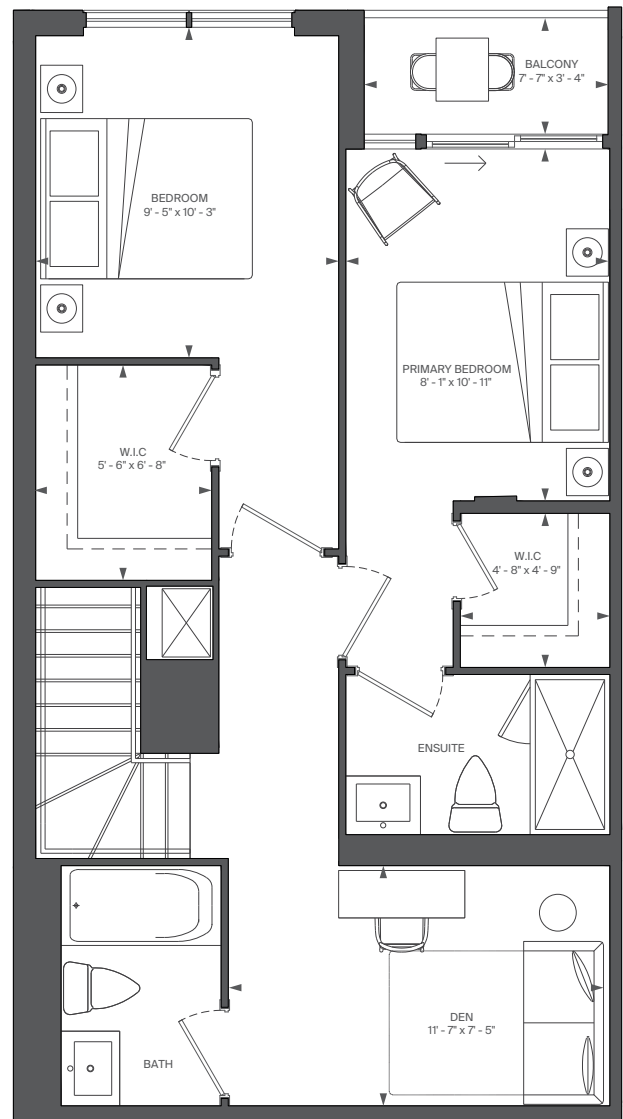 BALCONY
7' - 7" x 3' - 4"
BEDROOM
9' - 5" x 10' - 3"
PRIMARY BEDROOM
8' - 1" x 10' - 11"
W.I.C
5' - 6" x 6' - 8"
W.I.C
4' - 8" x 4' - 9"
ENSUITE
DEN
11' - 7" x 7' - 5"
BATH